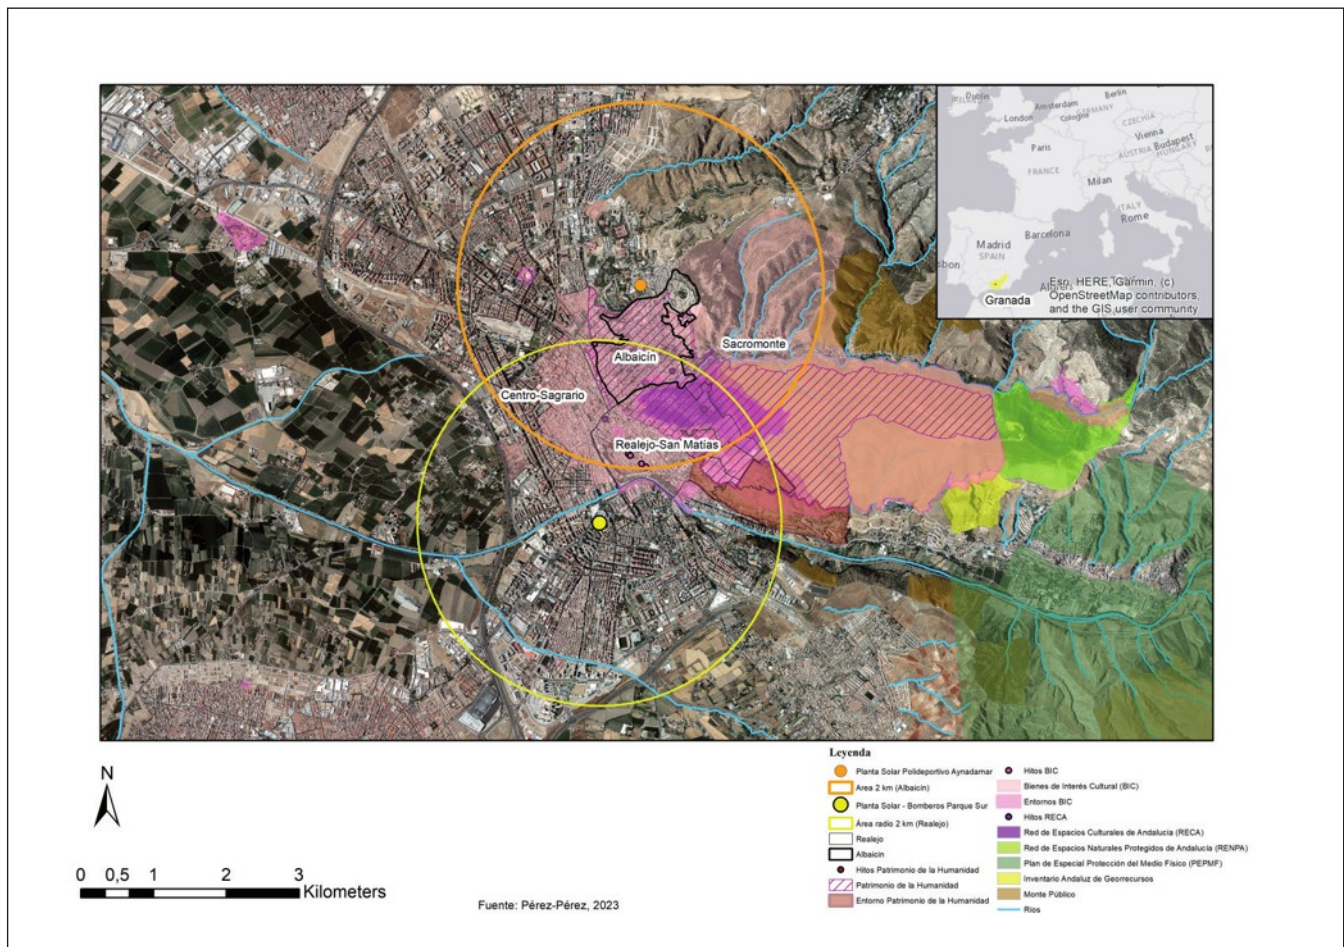 Dublin
IRELAND
London
Amsterdam
Berlin
GERMANY
Cologne
CZECHIA
Paris
Vienna
Budapest
AUSTRIA
HUNGARY
FRANCE
Milan
ITALY
Rome
Barcelona
Madrid
SPAIN
sbon
Algiers
Granada
Esri, HERE, Garmin, (c)
OpenStreetMap contributors,
and the GIS user community
Albaicín
Sacromonte
Centro-Sagrario
Realejo-San Matías
N
0 0,5 1 2 3
Kilometers
Fuente: Pérez-Pérez, 2023
Leyenda
Planta Solar Polideportivo Aynadamar
Area 2 km (Albaicín)
Planta Solar - Bomberos Parque Sur
Área radio 2 km (Realejo)
Realejo
Albaicin
Hitos Patrimonio de la Humanidad
Patrimonio de la Humanidad
Entorno Patrimonio de la Humanidad
Hitos BIC
Bienes de Interés Cultural (BIC)
Entornos BIC
Hitos RECA
Red de Espacios Culturales de Andalucía (RECA)
Red de Espacios Naturales Protegidos de Andalucía (RENPA)
Plan de Especial Protección del Medio Físico (PEPMF)
Inventario Andaluz de Georrecursos
Monte Público
Ríos